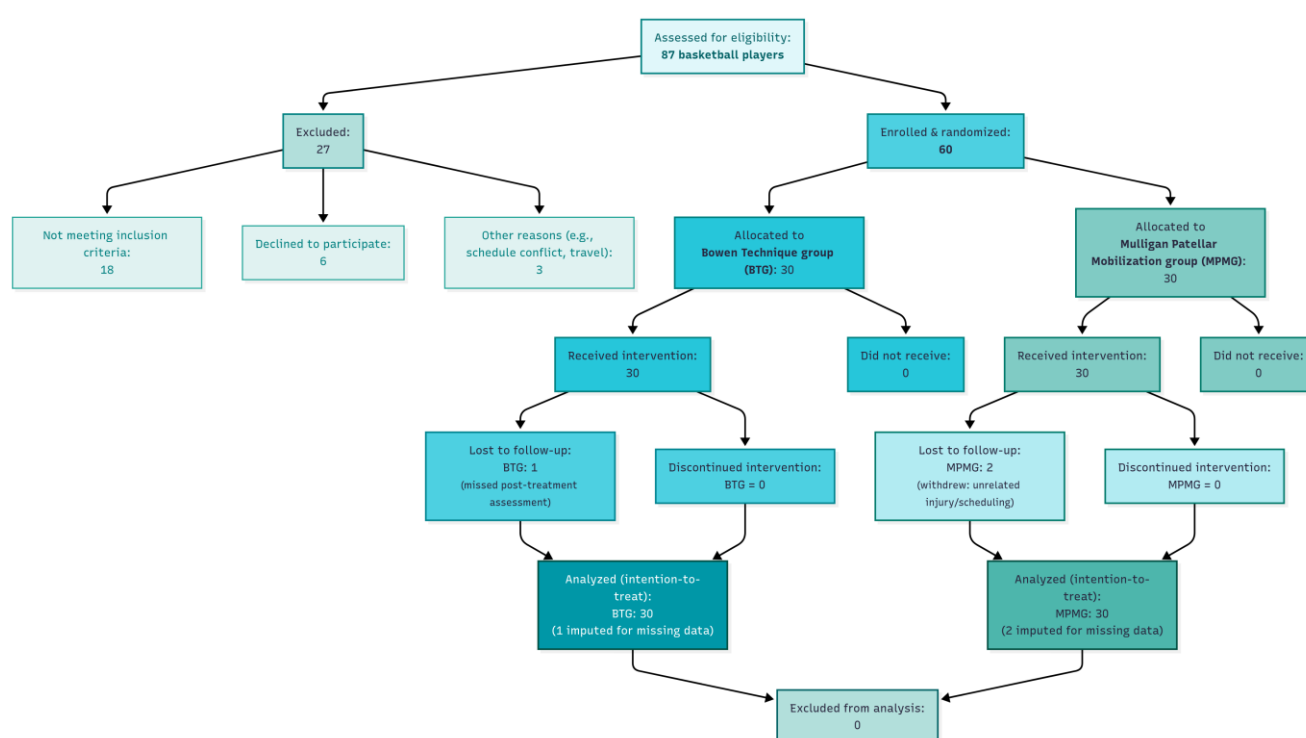 Assessed for eligibility:
87 basketball players
Excluded:
27
Enrolled & randomized:
60
Not meeting inclusion
criteria:
18
Declined to participate:
6
Other reasons (e.g.,
schedule conflict, travel):
3
Allocated to
Bowen Technique group
(BTG): 30
Allocated to
Mulligan Patellar
Mobilization group (MPMG):
30
Received intervention:
30
Did not receive:
0
Received intervention:
30
Did not receive:
0
Lost to follow-up:
BTG: 1
(missed post-treatment
assessment)
Discontinued intervention:
BTG = 0
Lost to follow-up:
MPMG: 2
(withdrew: unrelated
injury/scheduling)
Discontinued intervention:
MPMG = 0
Analyzed (intention-to-
treat):
BTG: 30
(1 imputed for missing data)
Analyzed (intention-to-
treat):
MPMG: 30
(2 imputed for missing data)
Excluded from analysis:
0